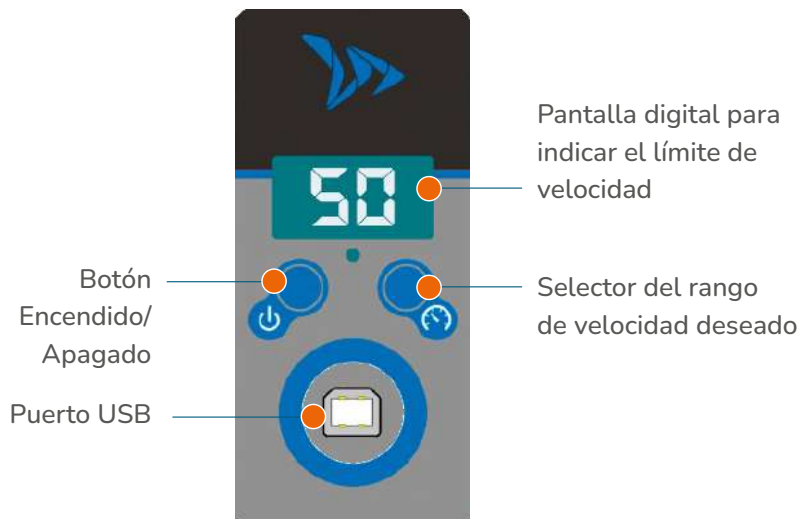 Pantalla digital para
indicar el límite de
velocidad
50
Botón
Encendido/
Apagado
Selector del rango
de velocidad deseado
Puerto USB